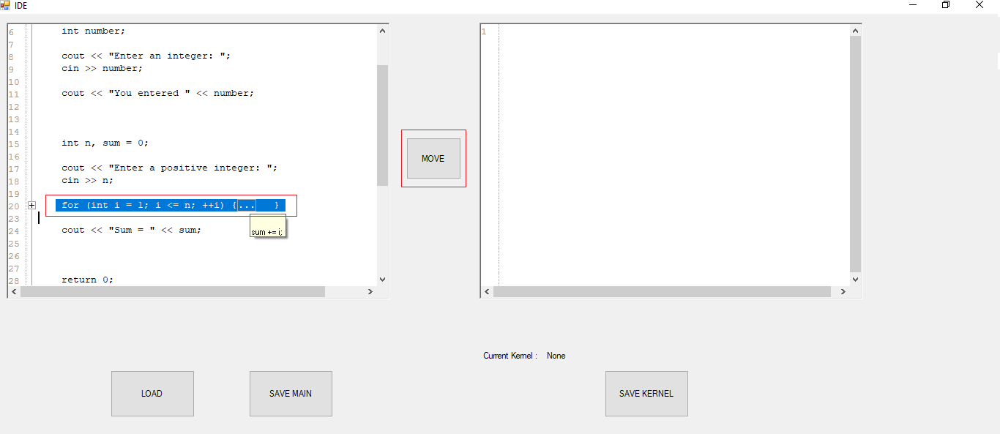 IDE
6 int number;
7
8 cout << "Enter an integer: ";
9 cin >> number;
10
11 cout << "You entered " << number;
12
13
14
15 int n, sum = 0;
16
17 cout << "Enter a positive integer: ";
18 cin >> n;
19
20 for (int i = 1; i <= n; ++i) {... }
23
24 cout << "Sum = " << sum;
sum += i;
25
26
27
28 return 0;
MOVE
1
Current Kernel : None
LOAD
SAVE MAIN
SAVE KERNEL